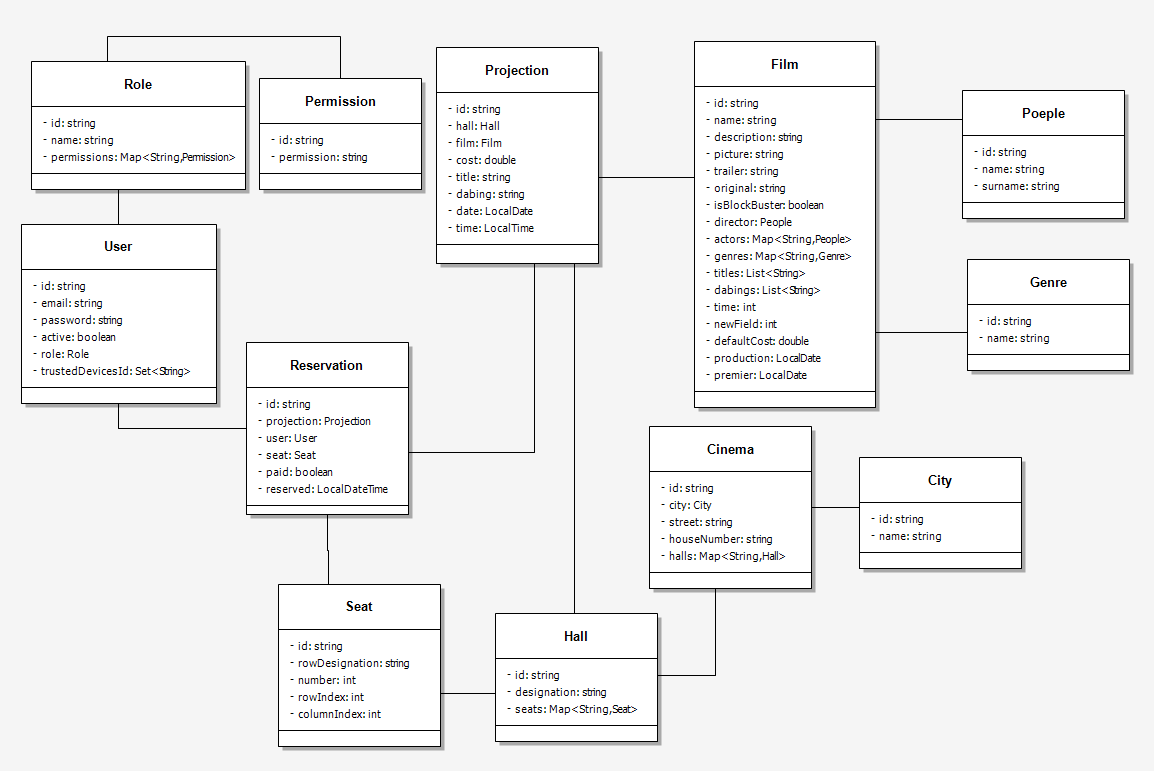 Role
- id: string
- name: string
- permissions: Map<String,Permission>
Permission
- id: string
- permission: string
Projection
- id: string
- hall: Hall
- film: Film
- cost: double
- title: string
- dabing: string
- date: LocalDate
- time: LocalTime
Film
- id: string
- name: string
- description: string
- picture: string
- trailer: string
- original: string
- isBlockBuster: boolean
- director: People
- actors: Map<String,People>
- genres: Map<String,Genre>
- titles: List<String>
- dabings: List<String>
- time: int
- newField: int
- defaultCost: double
- production: LocalDate
- premier: LocalDate
Poeple
- id: string
- name: string
- surname: string
User
- id: string
- email: string
- password: string
- active: boolean
- role: Role
- trustedDevicesId: Set<String>
Genre
- id: string
- name: string
Reservation
- id: string
- projection: Projection
- user: User
- seat: Seat
- paid: boolean
- reserved: LocalDateTime
Cinema
- id: string
- city: City
- street: string
- houseNumber: string
- halls: Map<String,Hall>
City
- id: string
- name: string
Seat
- id: string
- rowDesignation: string
- number: int
- rowIndex: int
- columnIndex: int
Hall
- id: string
- designation: string
- seats: Map<String,Seat>